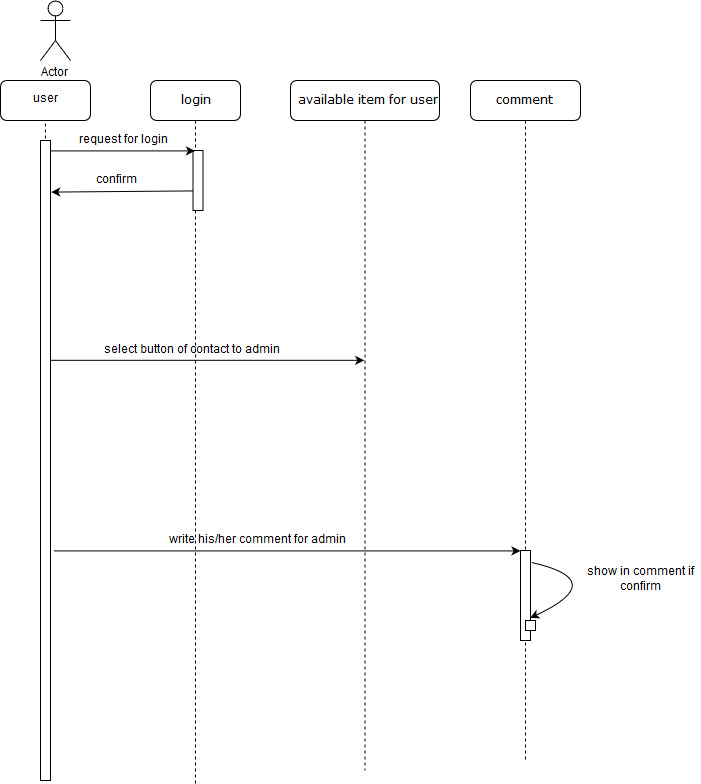 Actor
user
login
available item for user
comment
request for login
confirm
select button of contact to admin
write his/her comment for admin
show in comment if
confirm